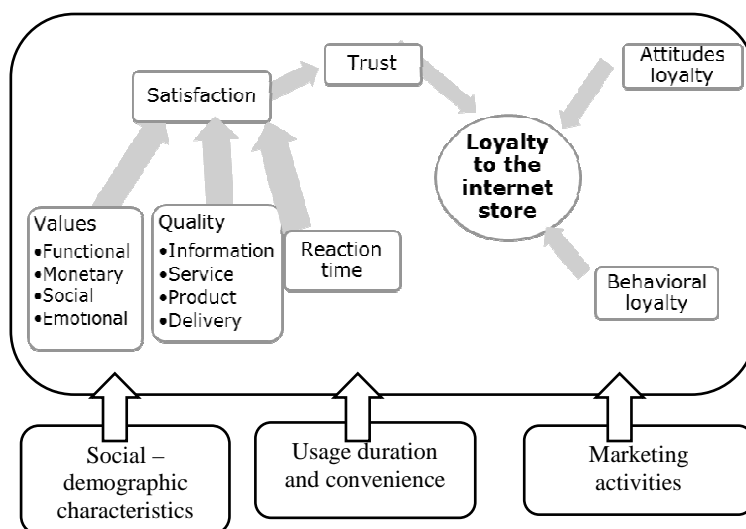 Trust
Attitudes
loyalty
Satisfaction
Loyalty
to the
internet
store
Values
•Functional
•Monetary
•Social
•Emotional
Quality
•Information
•Service
•Product
•Delivery
Reaction
time
Behavioral
loyalty
Social –
demographic
characteristics
Usage duration
and convenience
Marketing
activities